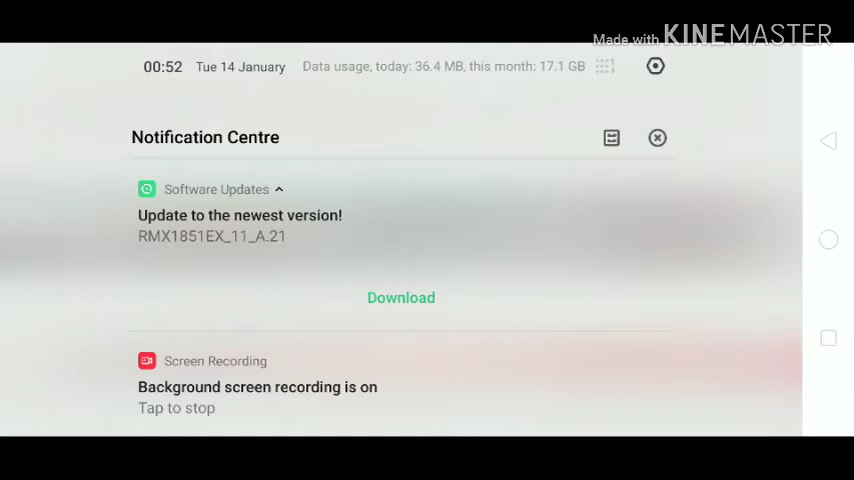 Made with KINEMASTER
00:52 Tue 14 January Data usage, today: 36.4 MB, this month: 17.1 GB
Notification Centre
Software Updates
Update to the newest version!
RMX1851EX_11_A.21
Download
Screen Recording
Background screen recording is on
Tap to stop